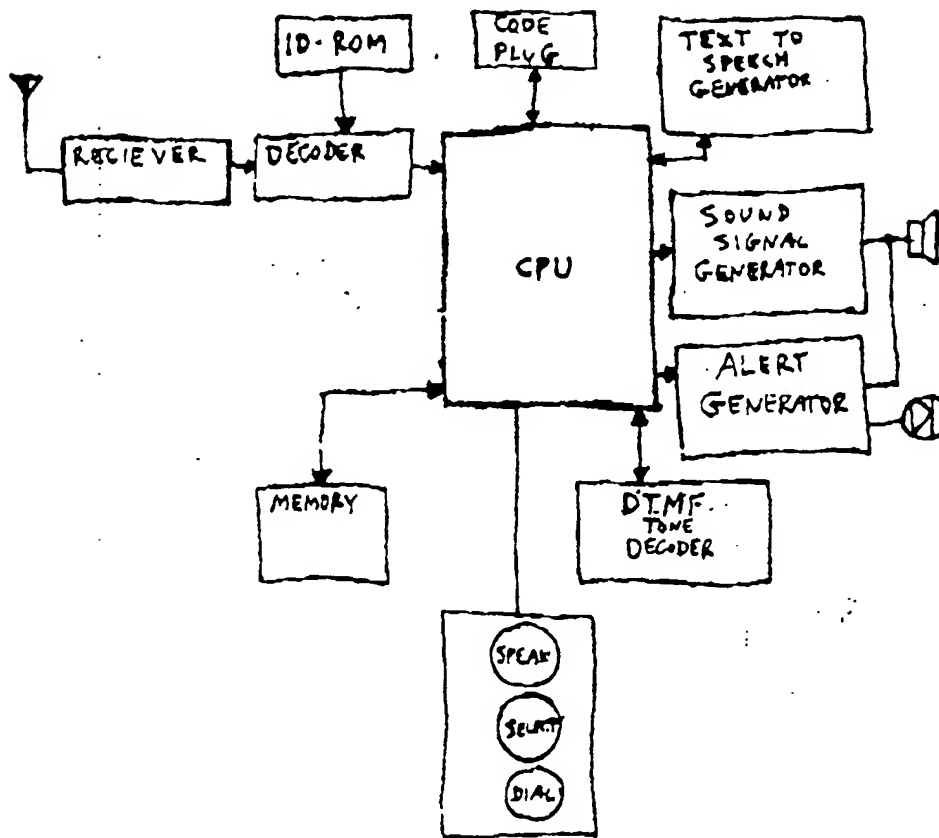 ID-ROM
CODE
PLUG
TEXT TO
SPEECH
GENERATOR
RECIEVER
DECODER
CPU
SOUND
SIGNAL
GENERATOR
ALERT
GENERATOR
MEMORY
DTMF
TONE
DECODER
SPEAK
SELECT
DIAL